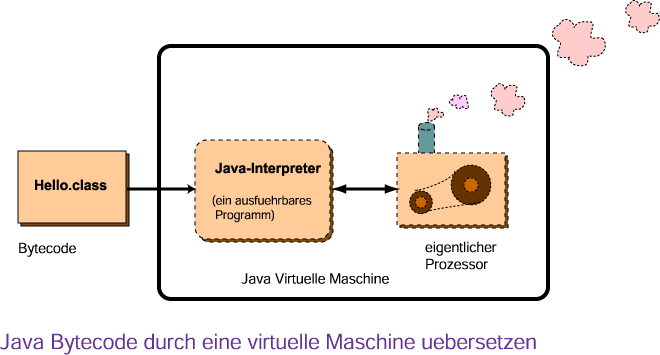 Hello.class
Bytecode
Java-Interpreter
(ein ausfuehrbares
Programm)
eigentlicher
Prozessor
Java Virtuelle Maschine
Java Bytecode durch eine virtuelle Maschine uebersetzen